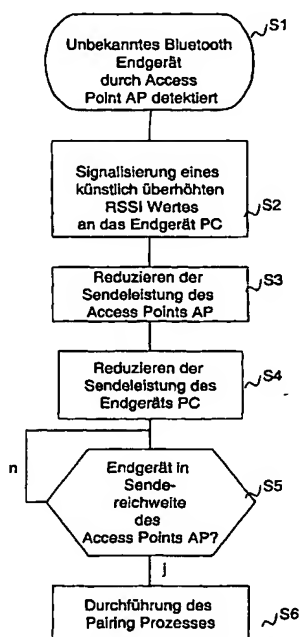 Unbekanntes Bluetooth
Endgerät
durch Access
Point AP detektiert
S1
Signalisierung eines
künstlich überhöhten
RSSI Wertes
an das Endgerät PC
S2
Reduzieren der
Sendeleistung des
Access Points AP
S3
Reduzieren der
Sendeleistung des
Endgeräts PC
S4
n
Endgerät in
Sende-
reichweite
des
Access Points AP?
S5
j
Durchführung des
Pairing Prozesses
S6